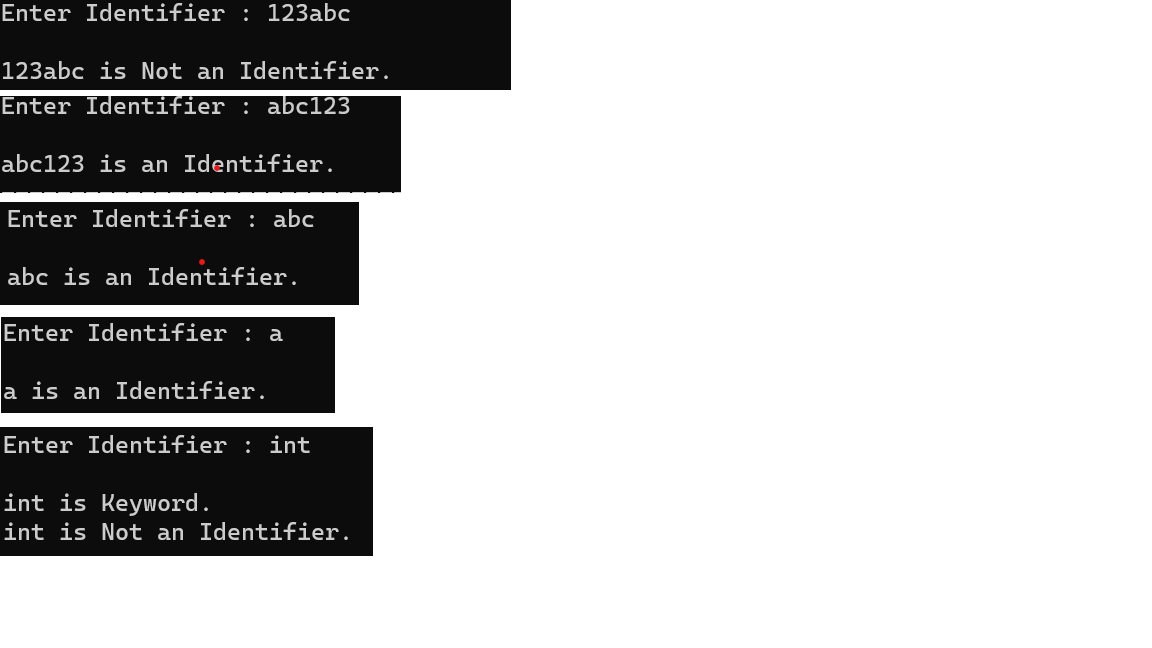 Enter Identifier : 123abc
123abc is Not an Identifier.
Enter Identifier : abc123
abc123 is an Identifier.
Enter Identifier : abc
abc is an Identifier.
Enter Identifier : a
a is an Identifier.
Enter Identifier : int
int is Keyword.
int is Not an Identifier.